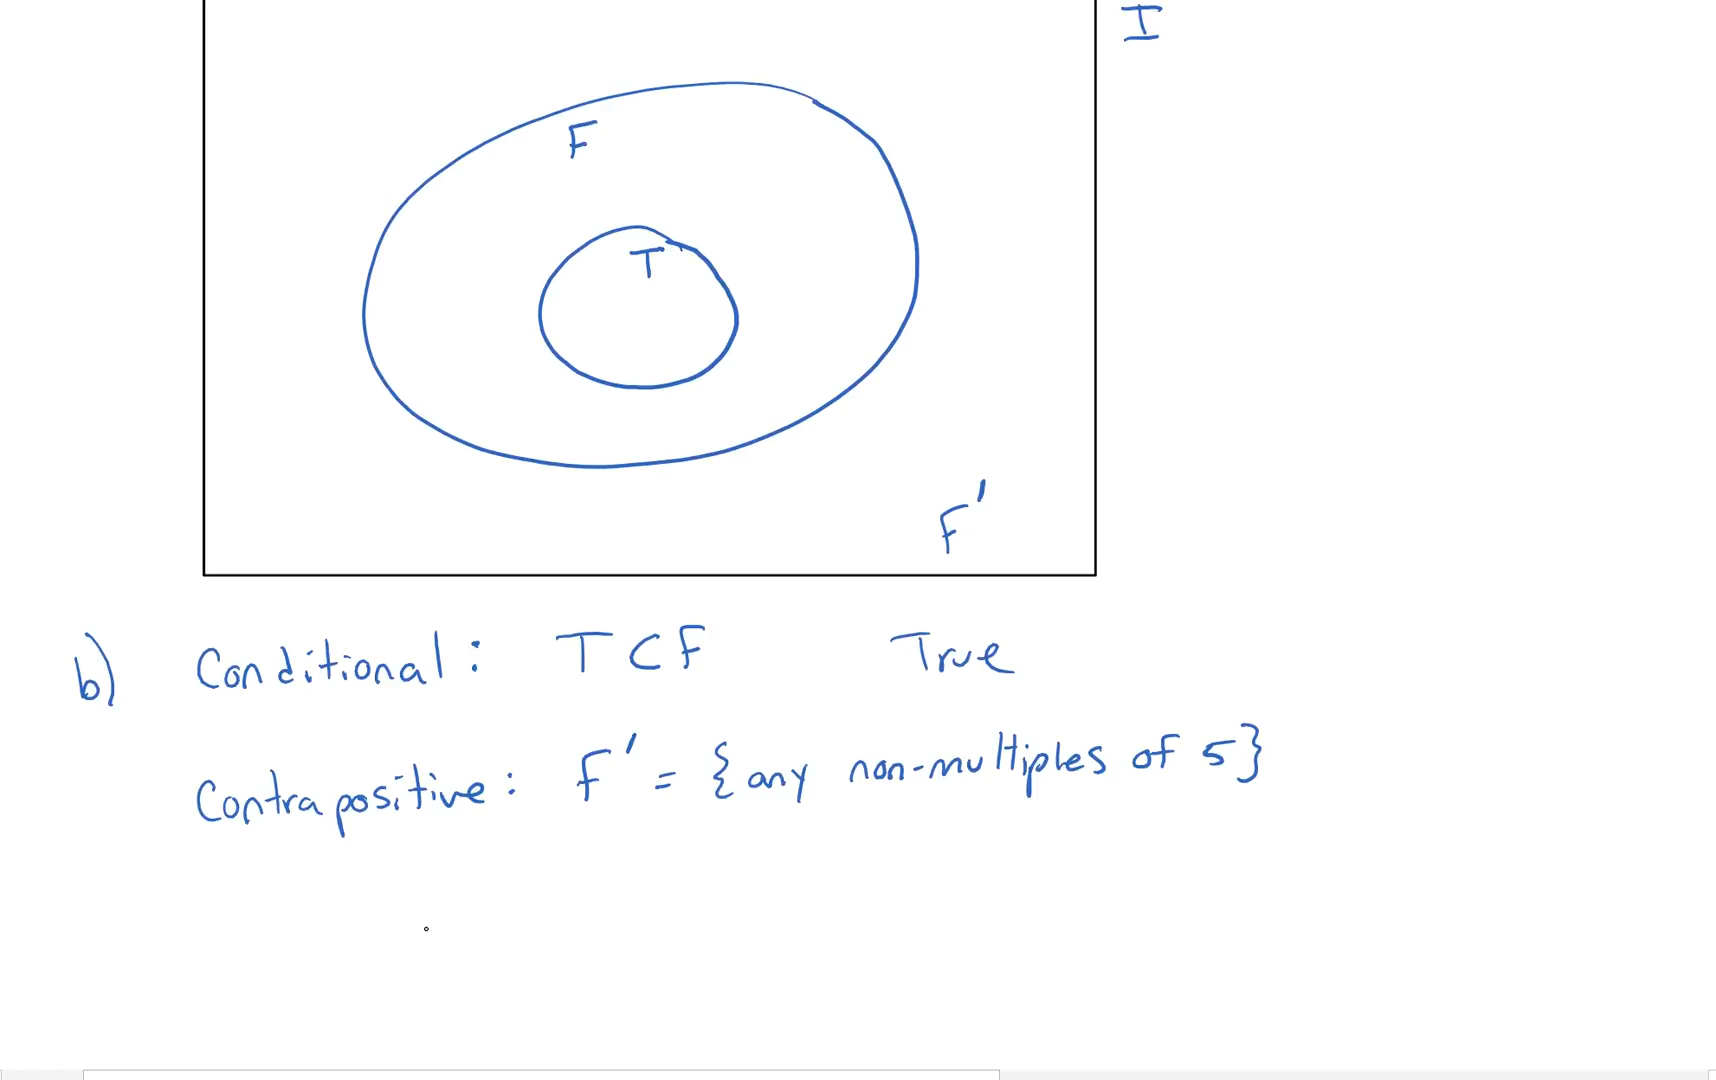 I
F
T
F'
b) Conditional: T ⊂ F True
Contrapositive: F' = {any non-multiples of 5}